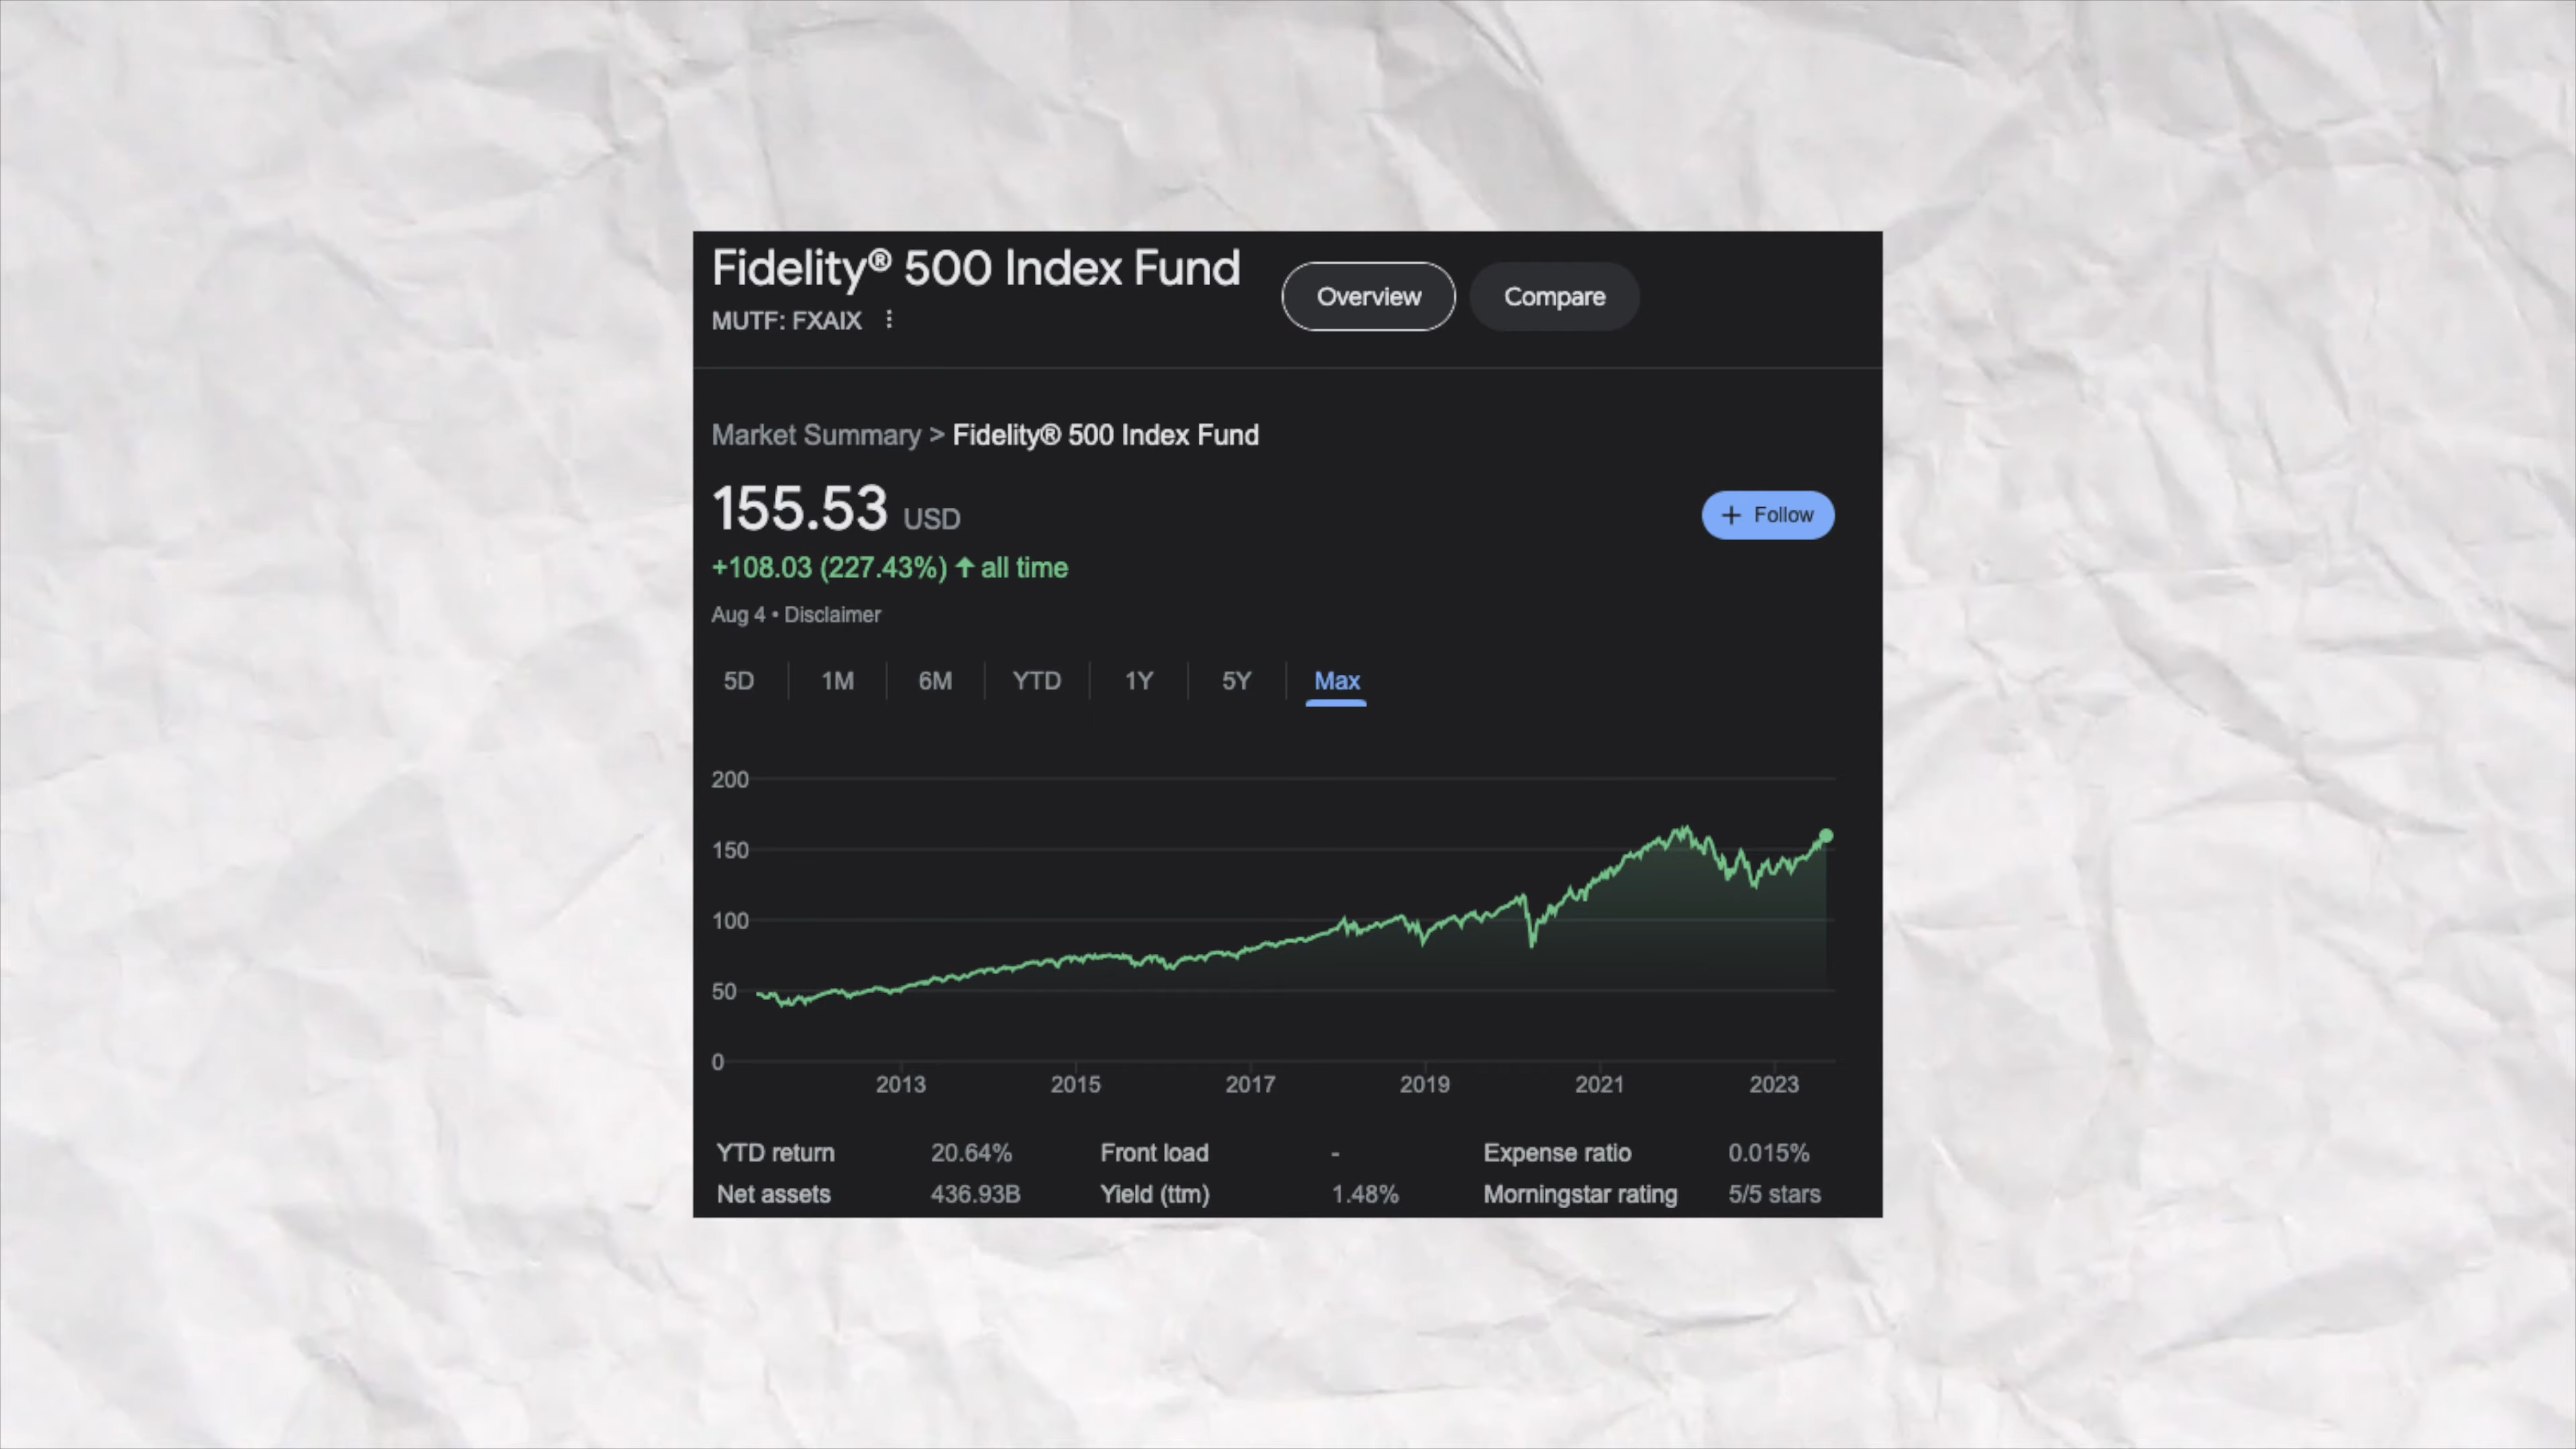 Fidelity® 500 Index Fund
MUTF: FXAIX
Overview
Compare
Market Summary > Fidelity® 500 Index Fund
155.53 USD
+108.03 (227.43%) ↑ all time
Aug 4 • Disclaimer
+ Follow
5D 1M 6M YTD 1Y 5Y Max
200
150
100
50
0
2013 2015 2017 2019 2021 2023
YTD return 20.64% Front load - Expense ratio 0.015%
Net assets 436.93B Yield (ttm) 1.48% Morningstar rating 5/5 stars